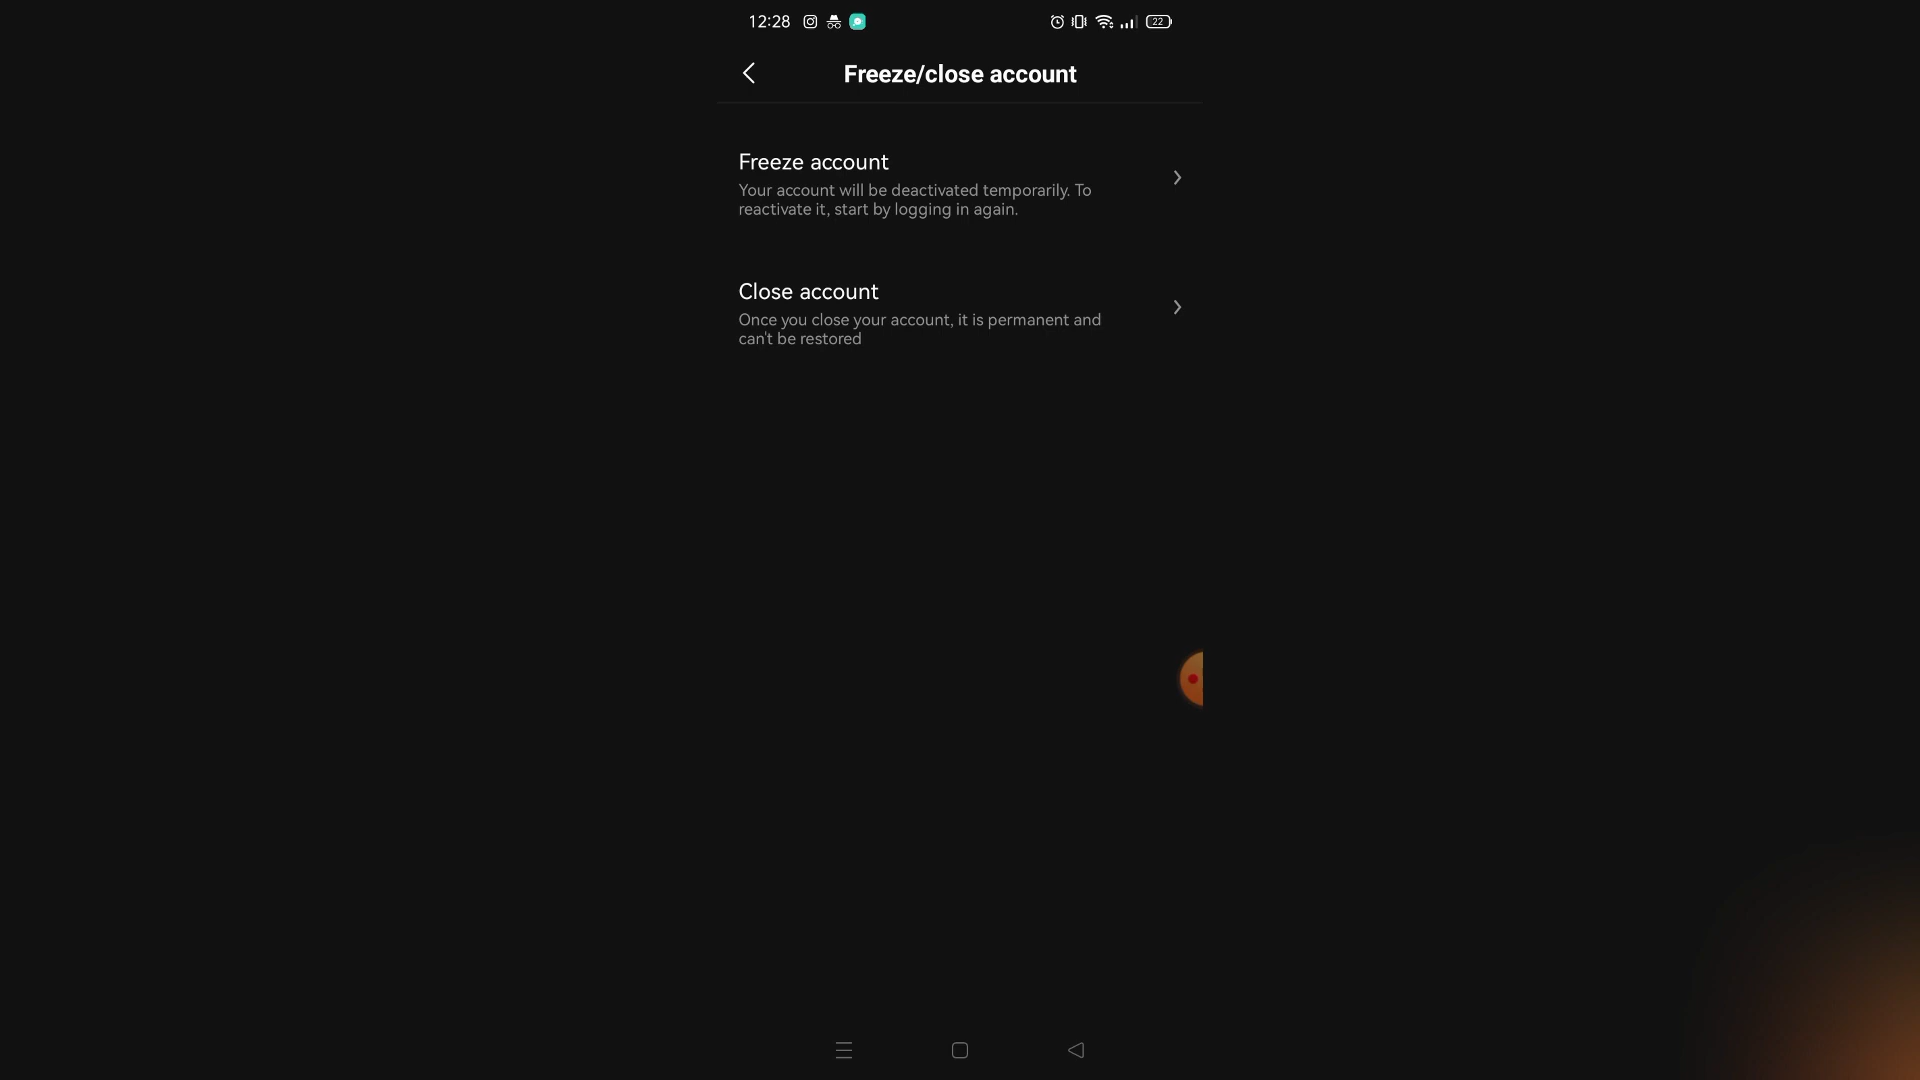 12:28
22
Freeze/close account
Freeze account
Your account will be deactivated temporarily. To
reactivate it, start by logging in again.
Close account
Once you close your account, it is permanent and
can't be restored